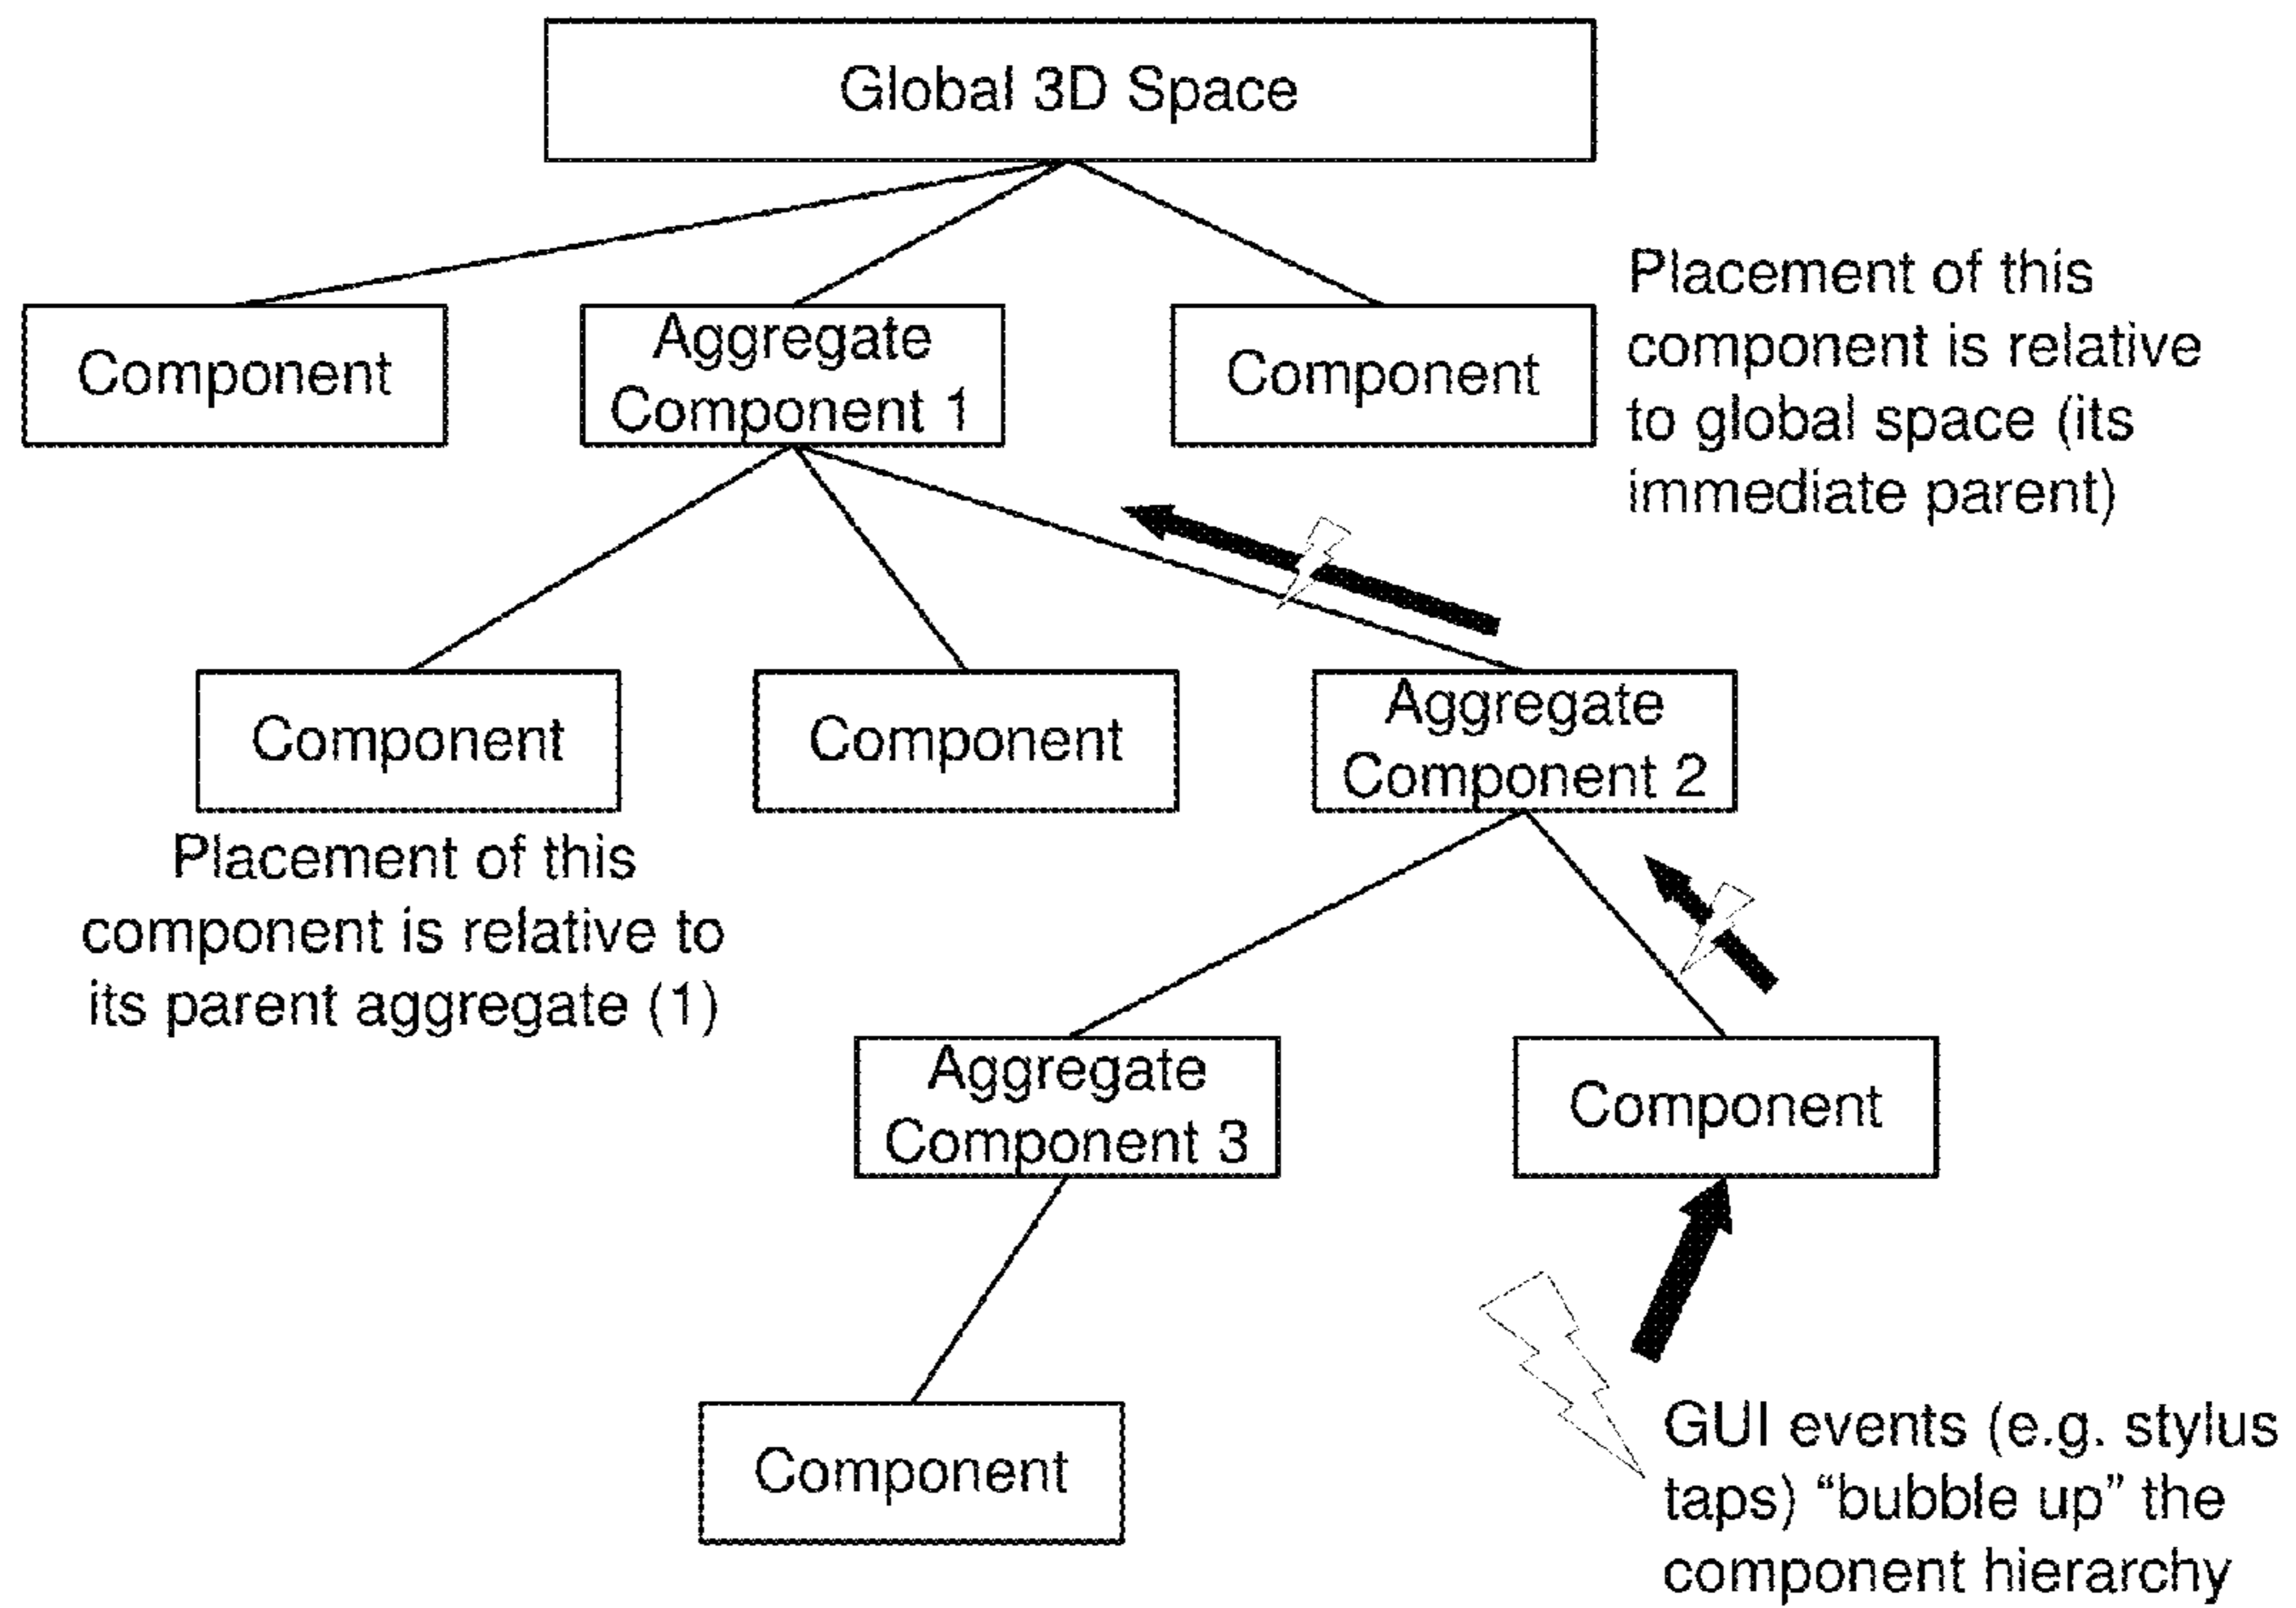 Global 3D Space
Component
Aggregate
Component 1
Component
Placement of this
component is relative
to global space (its
immediate parent)
Component
Component
Aggregate
Component 2
Placement of this
component is relative to
its parent aggregate (1)
Aggregate
Component 3
Component
Component
GUI events (e.g. stylus
taps) “bubble up” the
component hierarchy